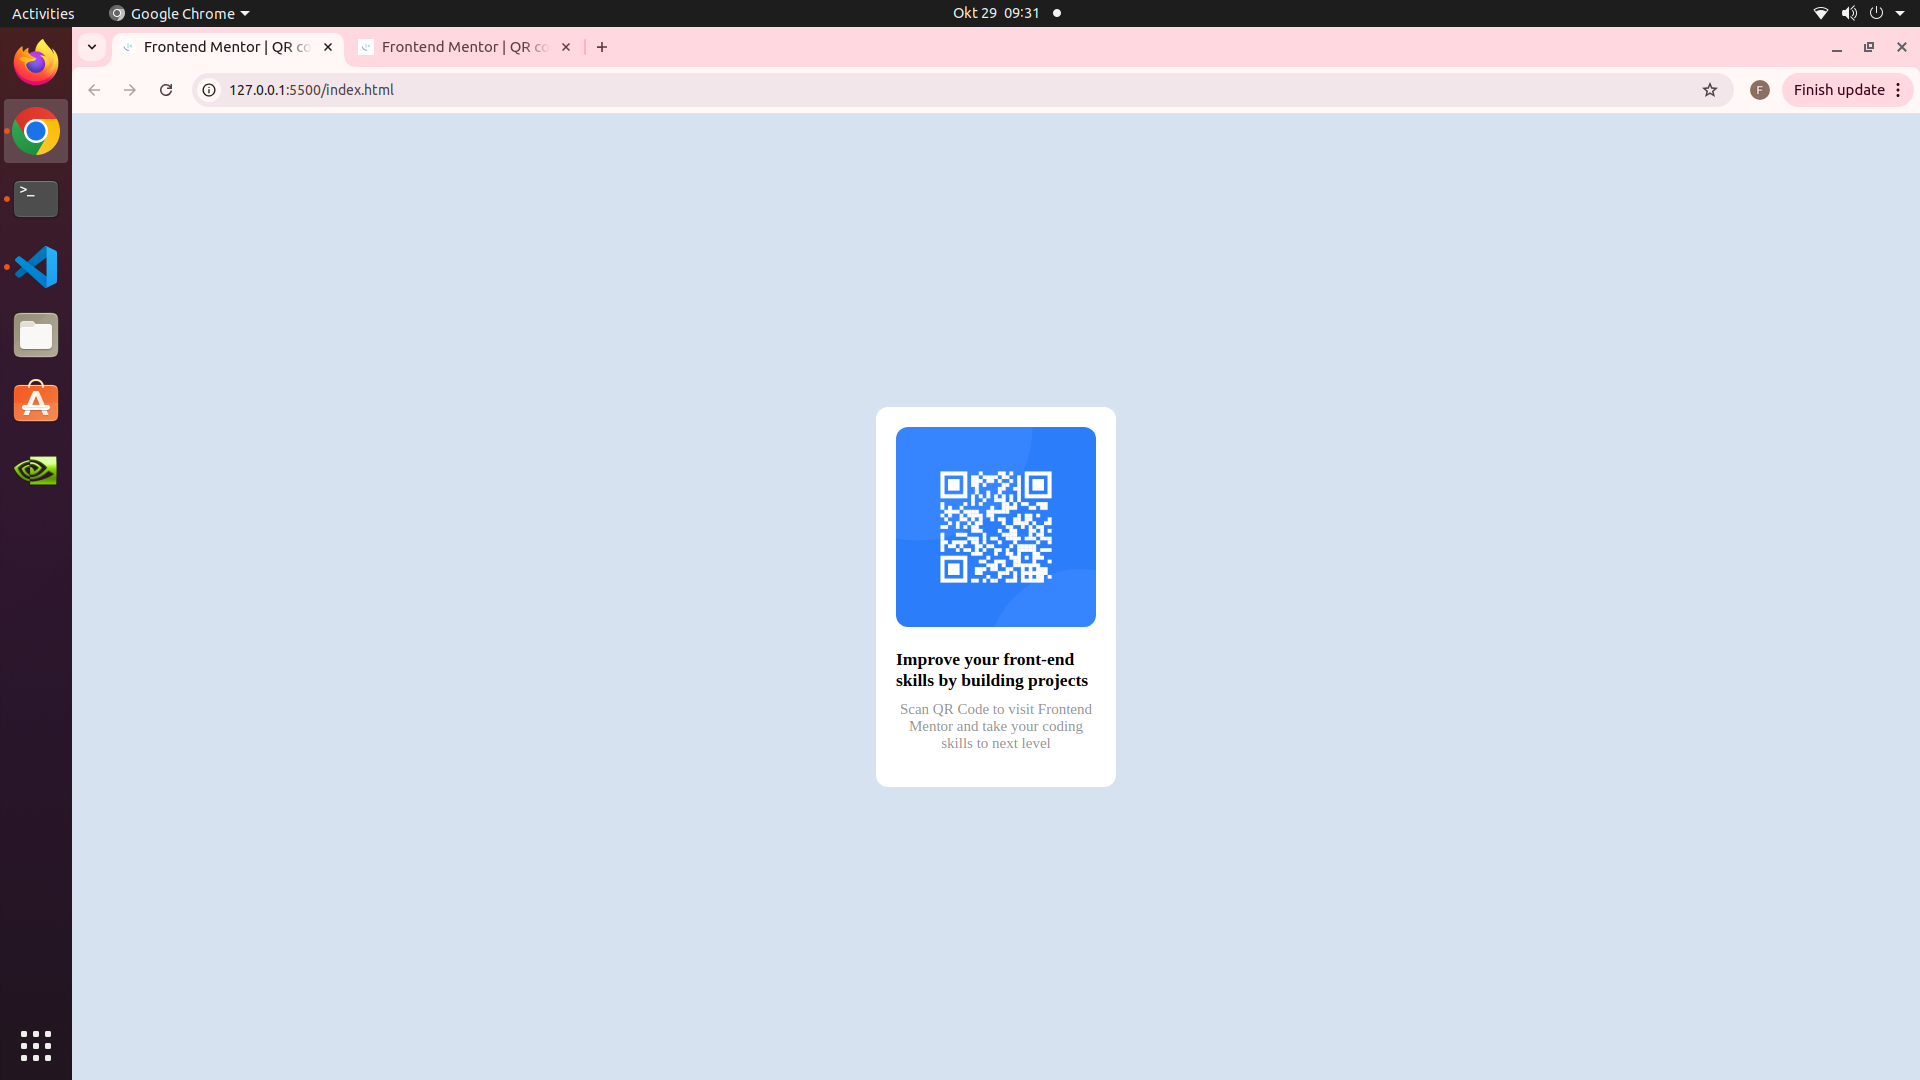 Activities
Google Chrome
Okt 29 09:31
Frontend Mentor | QR co
Frontend Mentor | QR co
127.0.0.1:5500/index.html
F
Finish update
>_
Improve your front-end
skills by building projects
Scan QR Code to visit Frontend
Mentor and take your coding
skills to next level